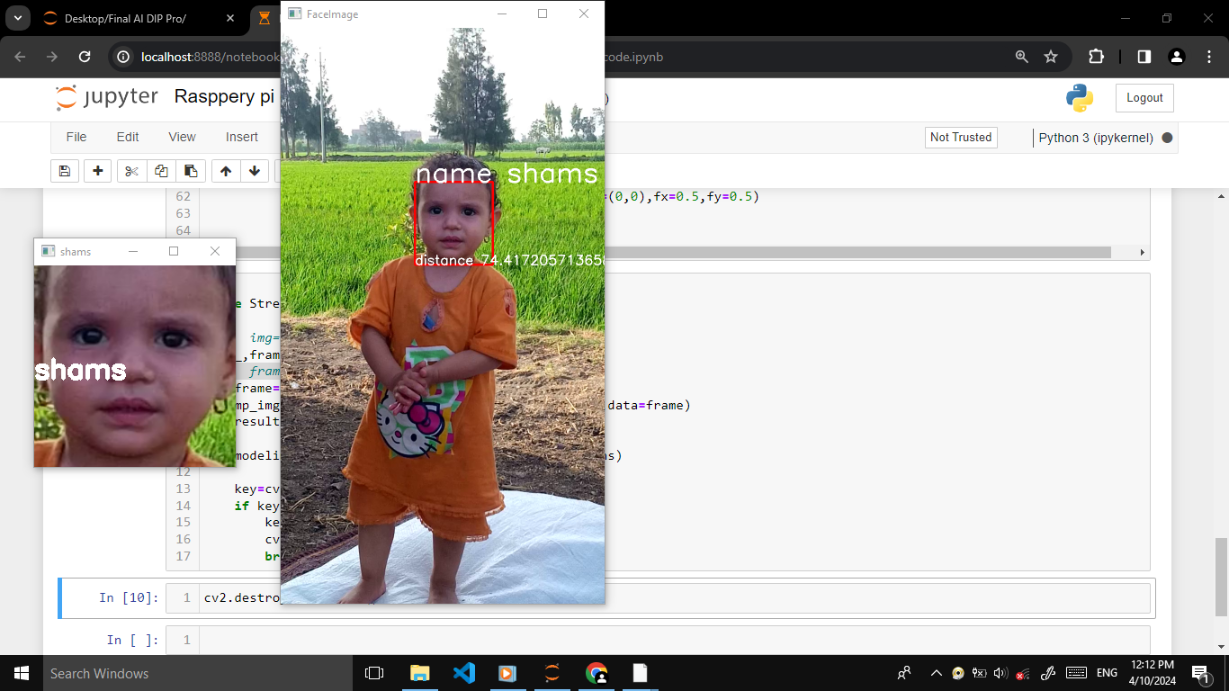 Desktop/Final AI DIP Pro/
FaceImage
localhost:8888/notebook
code.ipynb
jupyter Rasppery pi
)
Logout
File Edit View Insert
Not Trusted
Python 3 (ipykernel)
name shams
62
=(0,0),fx=0.5,fy=0.5)
63
64
shams
distance 74.41720571365
e Stre
img=
_,fram
fram
shams
frame=
mp_img
data=frame)
result
modeli
s)
12
13 key=cv
14 if key
15 ke
16 cv
17 br
In [10]: 1 cv2.destro
In [ ]: 1
Search Windows
ENG
12:12 PM
4/10/2024
1